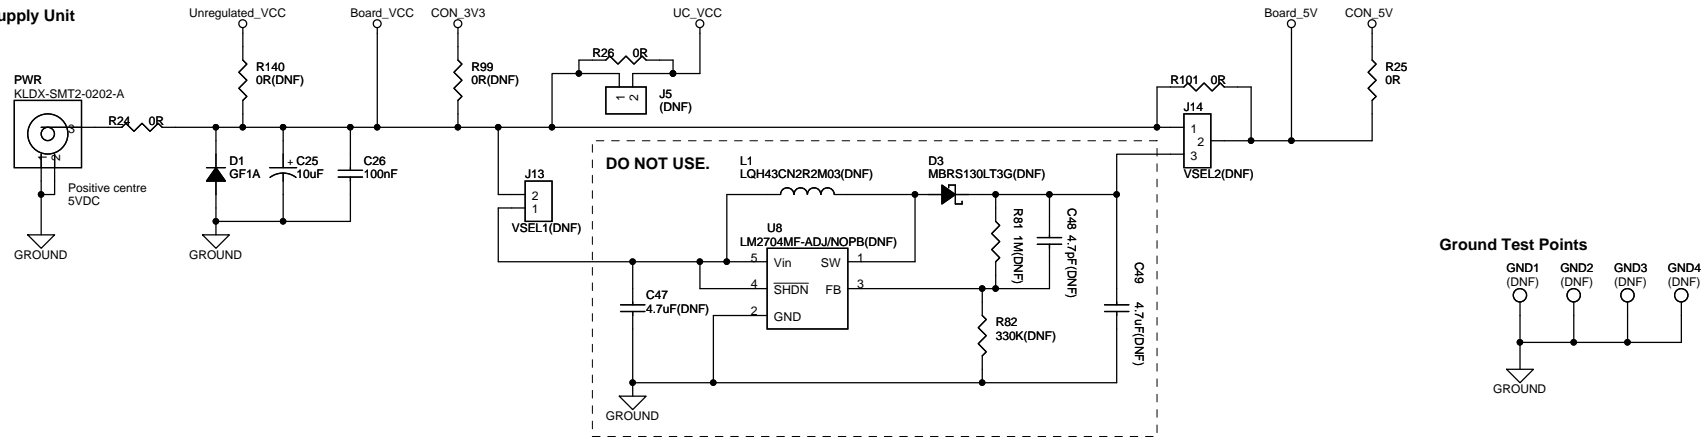 upply Unit
Unregulated_VCC
Board_VCC
CON_3V3
UC_VCC
Board_5V
CON_5V
PWR
KLDX-SMT2-0202-A
R24 0R
3
1
2
Positive centre
5VDC
GROUND
R140
0R(DNF)
R99
0R(DNF)
R26 0R
1
2
J5
(DNF)
R101 0R
R25
0R
J14
1
2
3
VSEL2(DNF)
D1
GF1A
+
C25
10uF
C26
100nF
GROUND
J13
2
1
VSEL1(DNF)
DO NOT USE.
L1
LQH43CN2R2M03(DNF)
D3
MBRS130LT3G(DNF)
U8
LM2704MF-ADJ/NOPB(DNF)
5 Vin SW 1
4 SHDN FB 3
2 GND
C47
4.7uF(DNF)
R81 1M(DNF)
C48 4.7pF(DNF)
C49 4.7uF(DNF)
R82
330K(DNF)
GROUND
Ground Test Points
GND1
(DNF)
GND2
(DNF)
GND3
(DNF)
GND4
(DNF)
GROUND